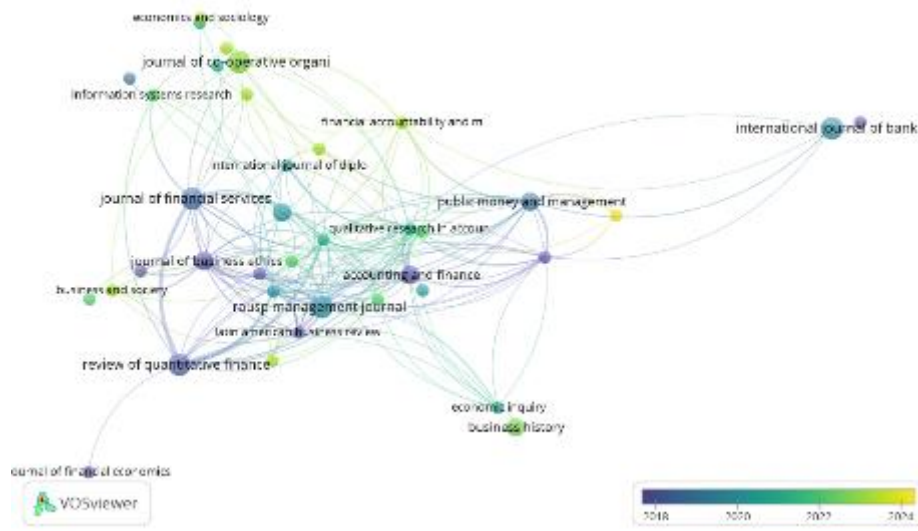 economics and sociology
journal of co-operative organi
information systems research
financial accountability and m
international journal of bank
international journal of diplo
journal of financial services
public money and management
qualitative research in accoun
journal of business ethics
accounting and finance
business and society
rausp management journal
latin american business review
review of quantitative finance
economic inquiry
business history
ournal of financial economics
VOSviewer
2018 2020 2022 2024